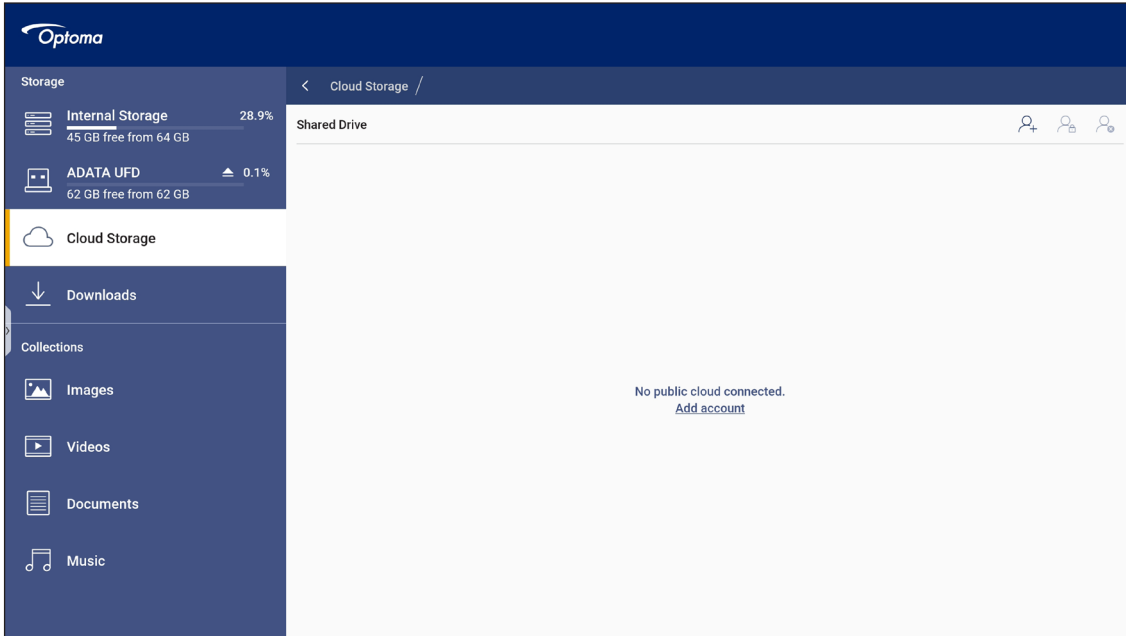 Optoma
Storage
Internal Storage 28.9%
45 GB free from 64 GB
ADATA UFD 0.1%
62 GB free from 62 GB
Cloud Storage
Downloads
Collections
Images
Videos
Documents
Music
Cloud Storage /
Shared Drive
No public cloud connected.
Add account